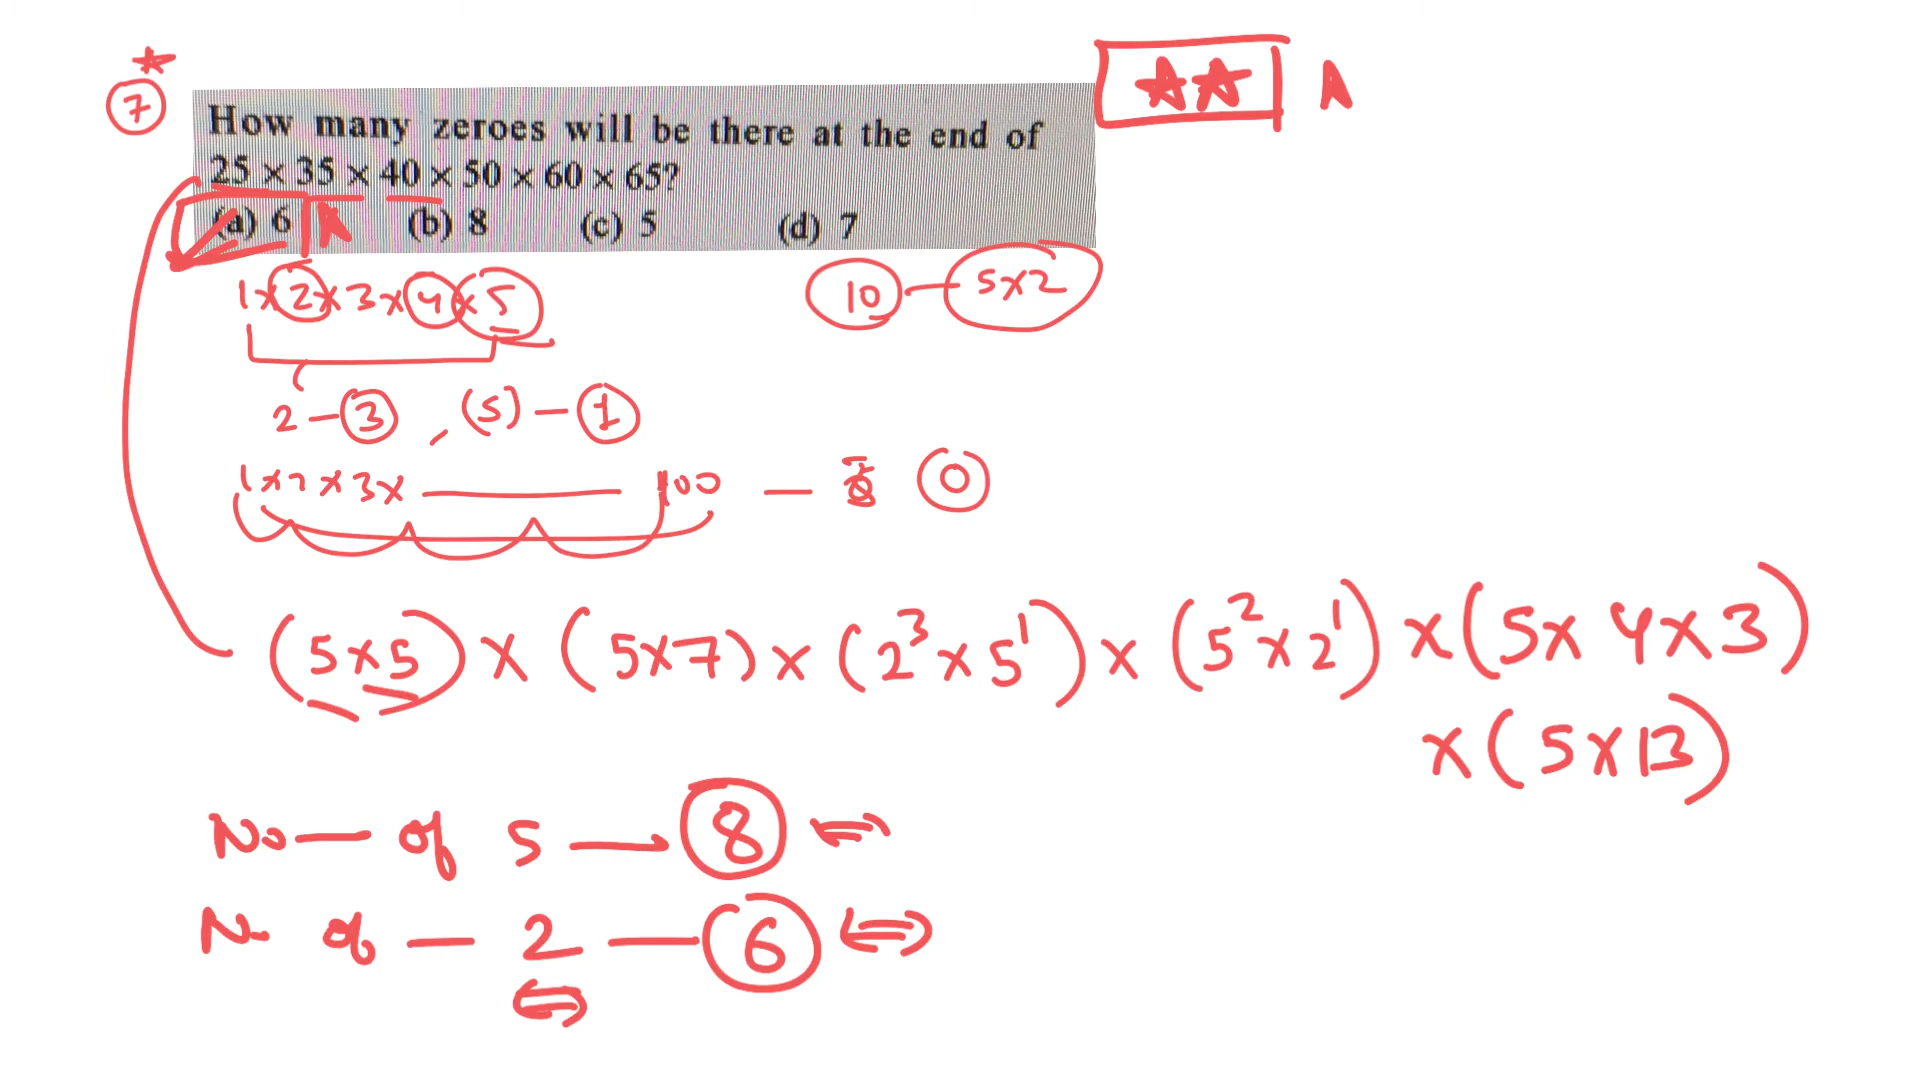 7
How many zeroes will be there at the end of
25 × 35 × 40 × 50 × 60 × 65?
(a) 6 (b) 8 (c) 5 (d) 7
A
A
1×2×3×4×5
10 — 5×2
2 — 3 , (5) — 1
1×2×3× ——— 100 — 0
(5×5) × (5×7) × (2³×5¹) × (5²×2¹) × (5×4×3)
× (5×13)
No — of 5 → 8
N. of — 2 — 6